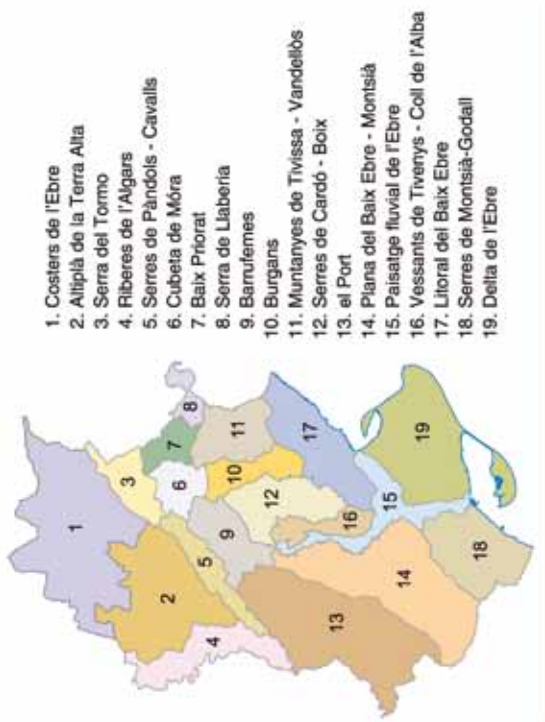 1. Costers de l'Ebre
2. Altiplà de la Terra Alta
3. Serra del Tormo
4. Riberes de l'Algars
5. Serres de Pàndols - Cavalls
6. Cubeta de Móra
7. Baix Priorat
8. Serra de Llaberia
9. Barrufemes
10. Burgans
11. Muntanyes de Tivissa - Vandellòs
12. Serres de Cardó - Boix
13. el Port
14. Plana del Baix Ebre - Montsià
15. Paisatge fluvial de l'Ebre
16. Vessants de Tivenys - Coll de l'Alba
17. Litoral del Baix Ebre
18. Serres de Montsià-Godall
19. Delta de l'Ebre
1
2
3
4
5
6
7
8
9
10
11
12
13
14
15
16
17
18
19